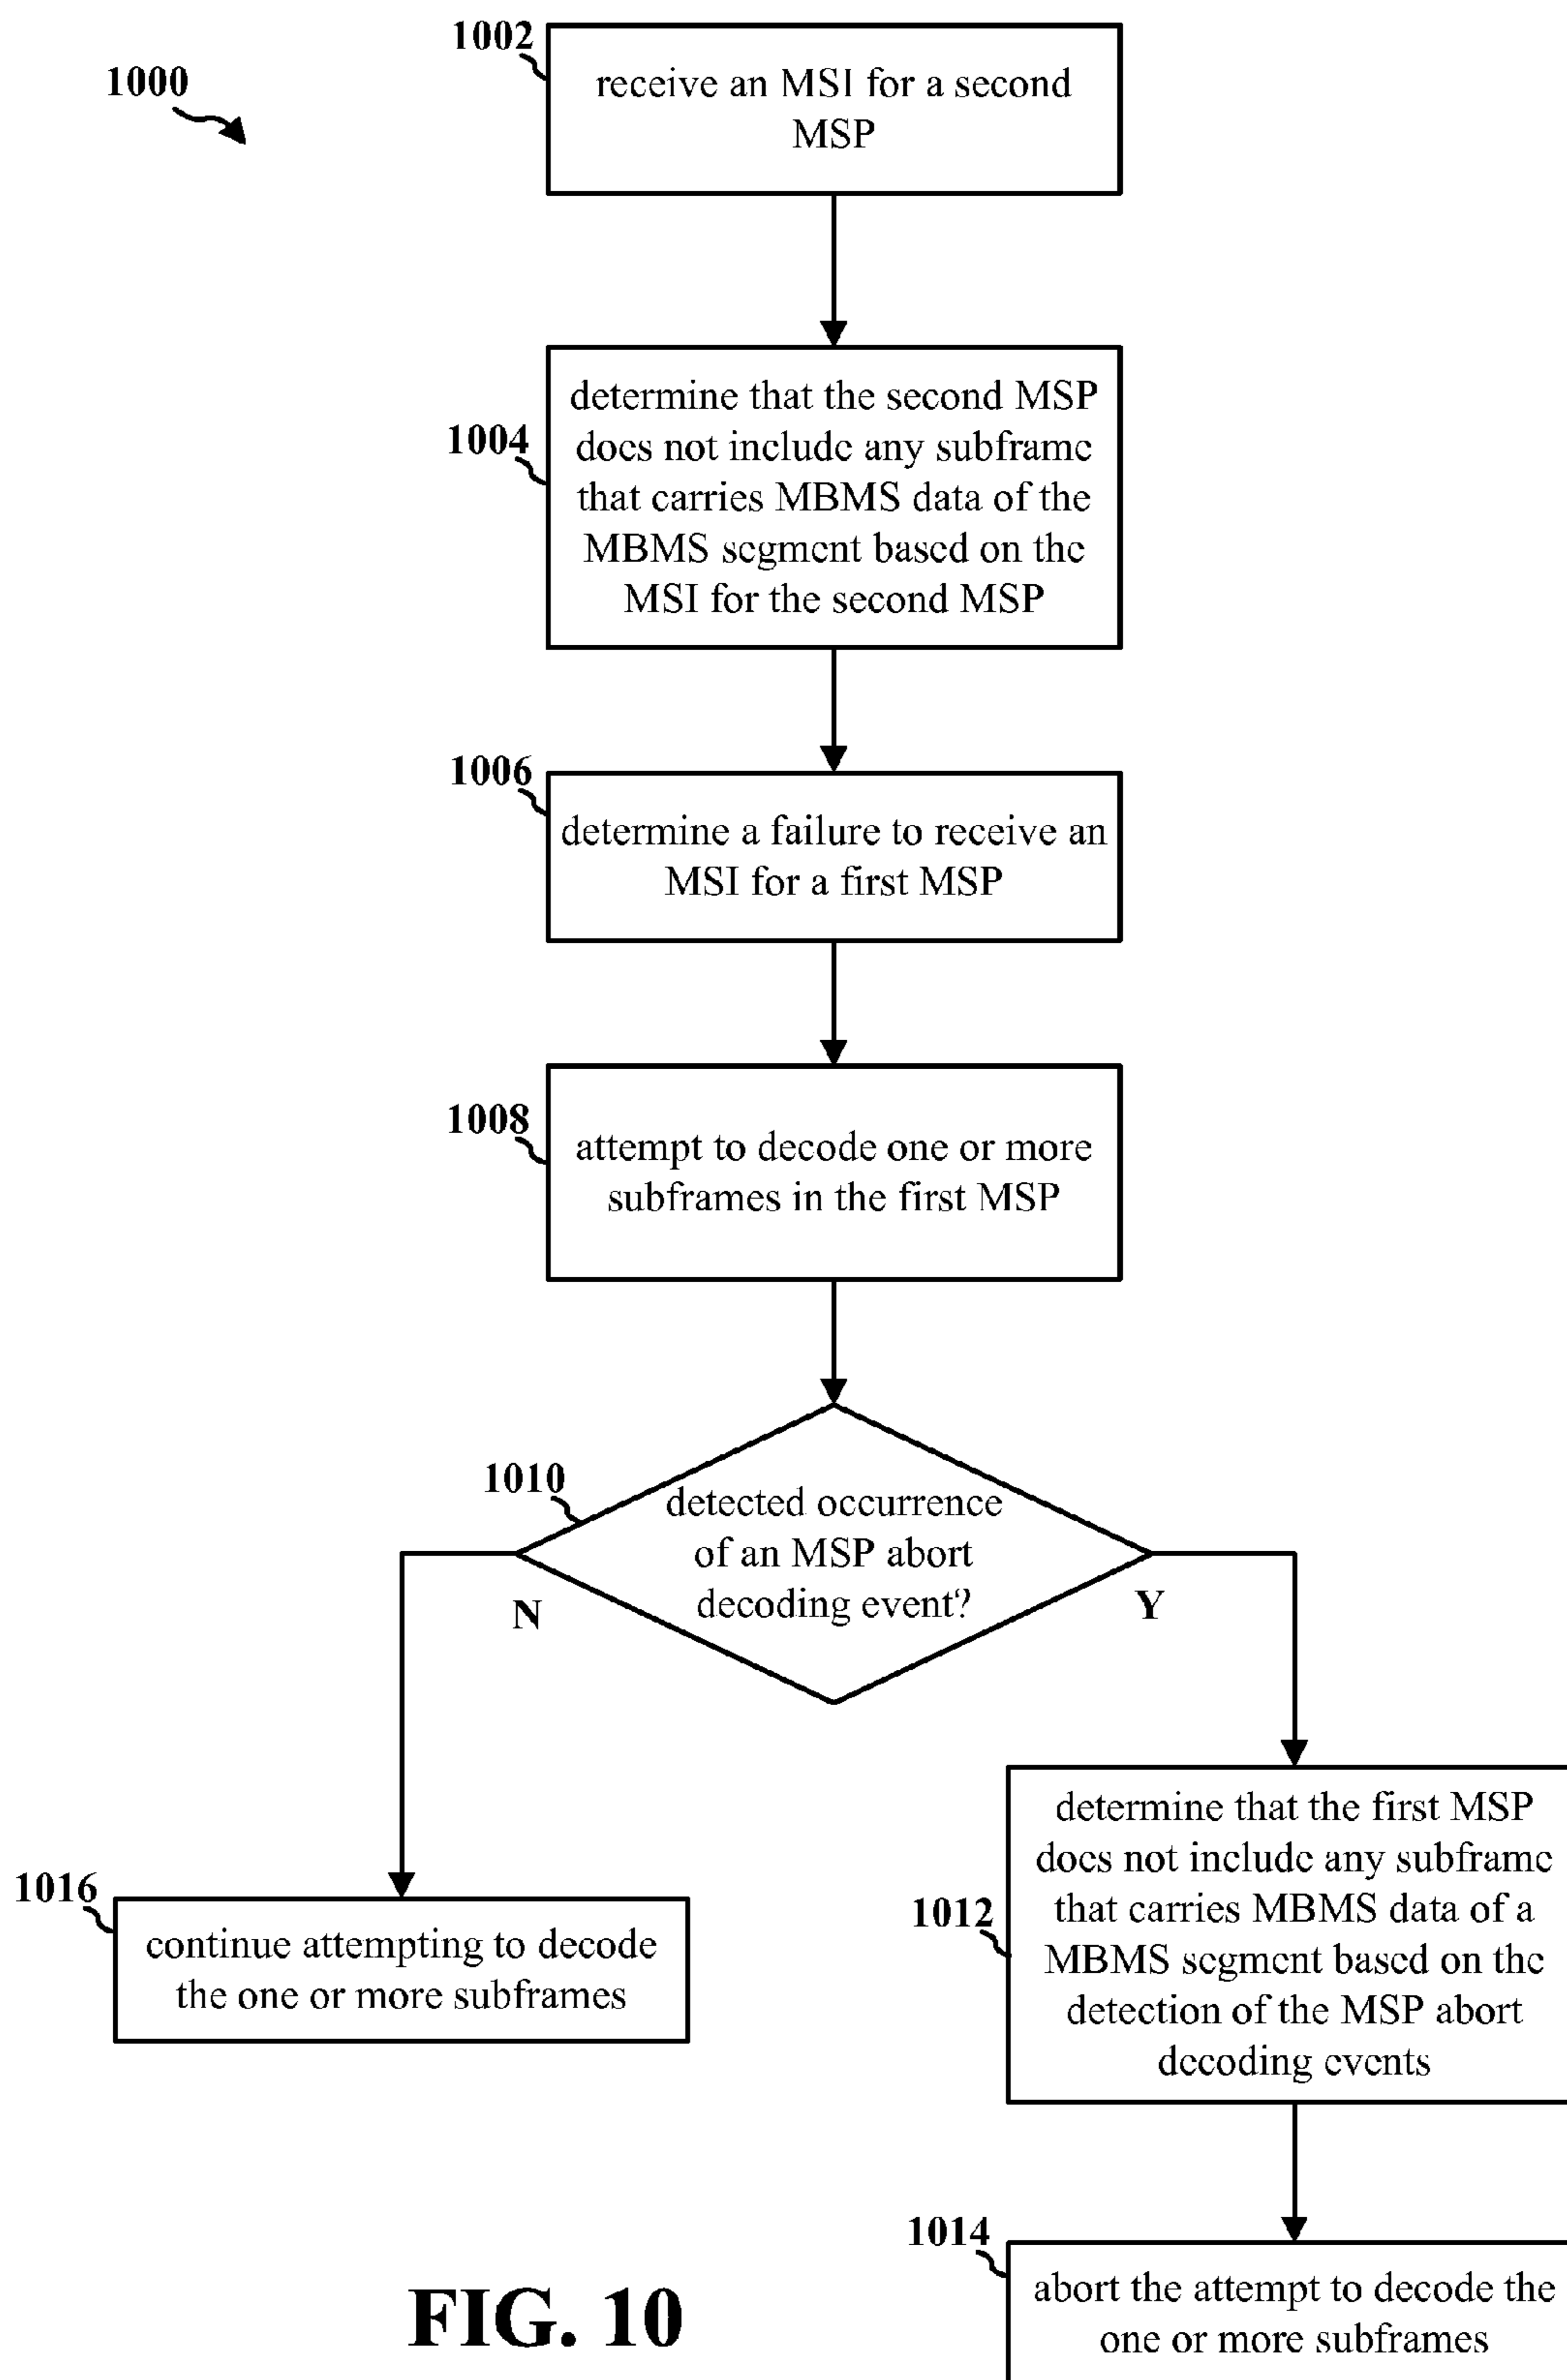 1000
1002
receive an MSI for a second
MSP
1004
determine that the second MSP
does not include any subframe
that carries MBMS data of the
MBMS segment based on the
MSI for the second MSP
1006
determine a failure to receive an
MSI for a first MSP
1008
attempt to decode one or more
subframes in the first MSP
1010
detected occurrence
of an MSP abort
decoding event?
N
Y
1012
determine that the first MSP
does not include any subframe
that carries MBMS data of a
MBMS segment based on the
detection of the MSP abort
decoding events
1016
continue attempting to decode
the one or more subframes
1014
abort the attempt to decode the
one or more subframes
FIG. 10